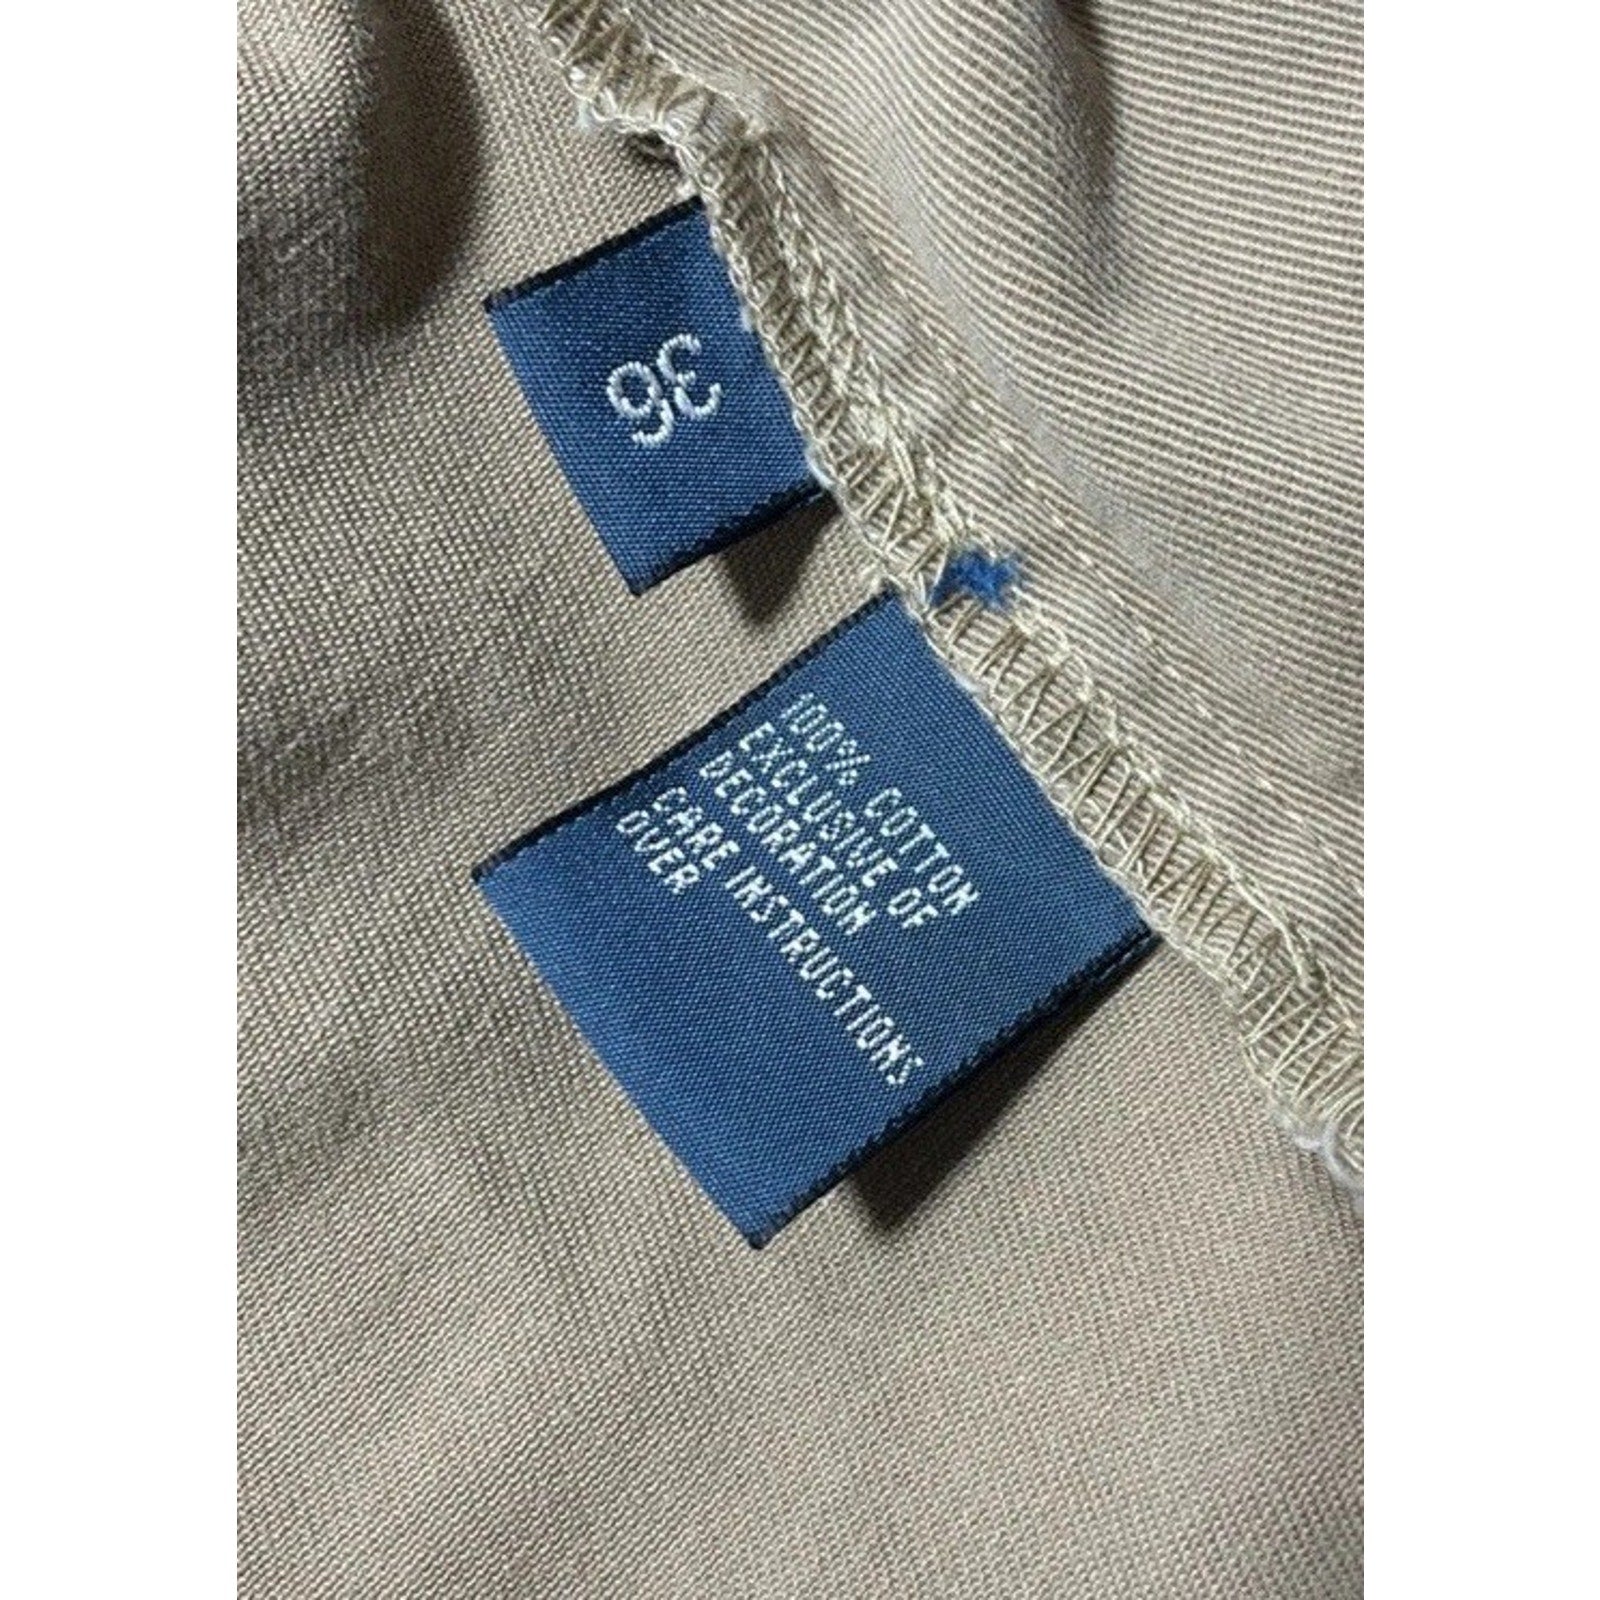 36
100% COTTON
EXCLUSIVE OF
DECORATION
CARE INSTRUCTIONS
OVER